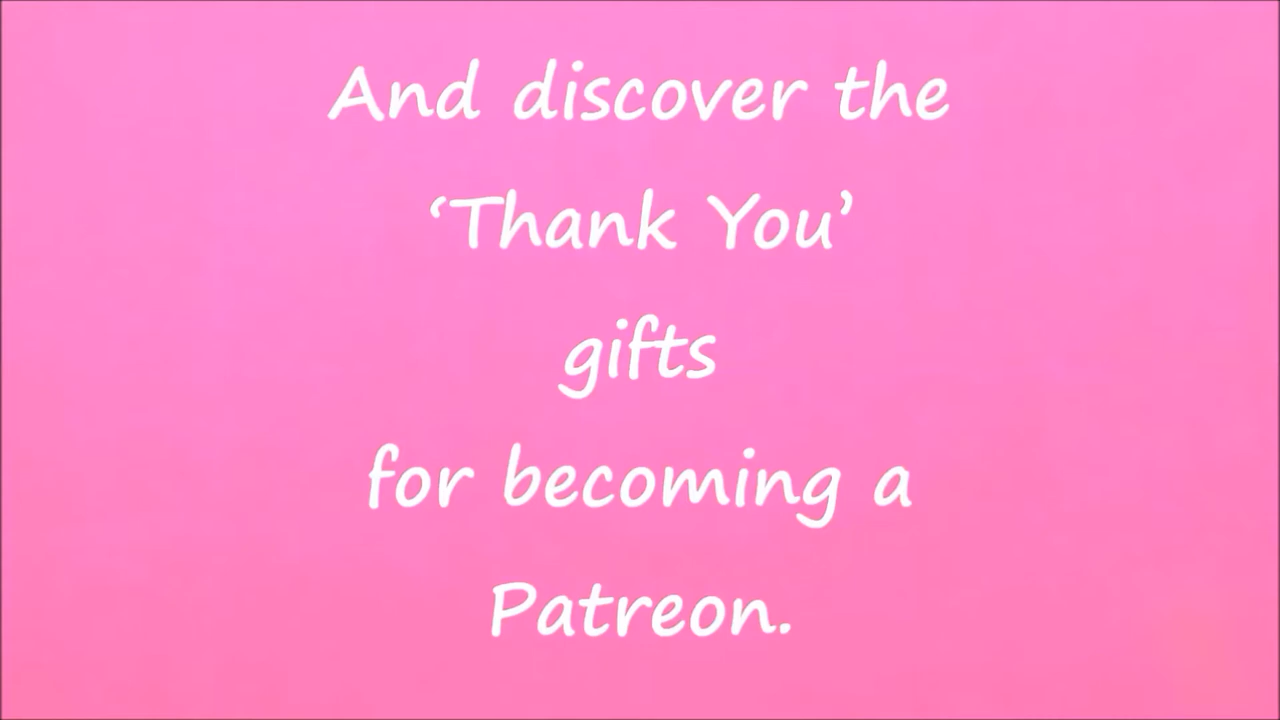 And discover the
‘Thank You’
gifts
for becoming a
Patreon.